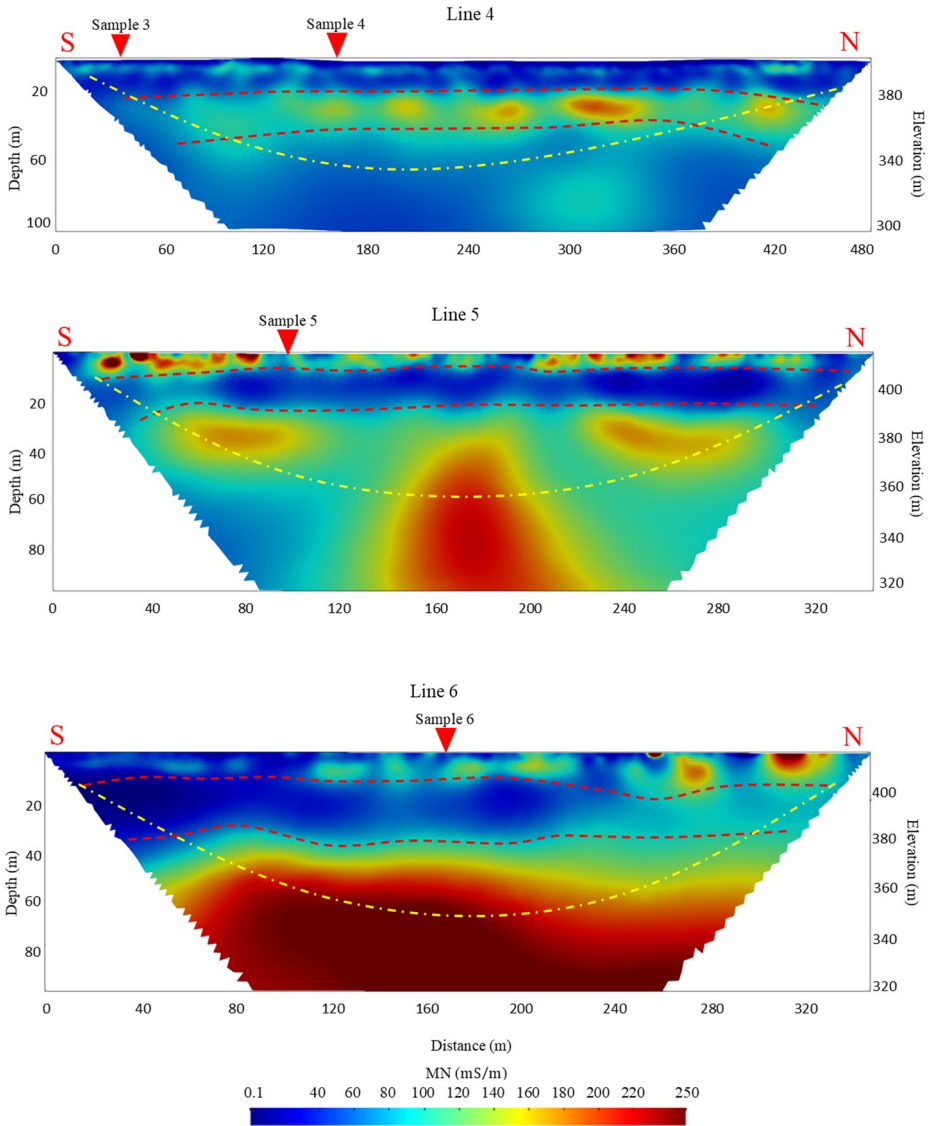 Line 4
Sample 3 Sample 4
S N
20 60 100
Depth (m)
380 340 300
Elevation (m)
0 60 120 180 240 300 360 420 480
Line 5
Sample 5
S N
20 40 60 80
Depth (m)
400 380 360 340 320
Elevation (m)
0 40 80 120 160 200 240 280 320
Line 6
Sample 6
S N
20 40 60 80
Depth (m)
400 380 360 340 320
Elevation (m)
0 40 80 120 160 200 240 280 320
Distance (m)
MN (mS/m)
0.1 40 60 80 100 120 140 160 200 220 250